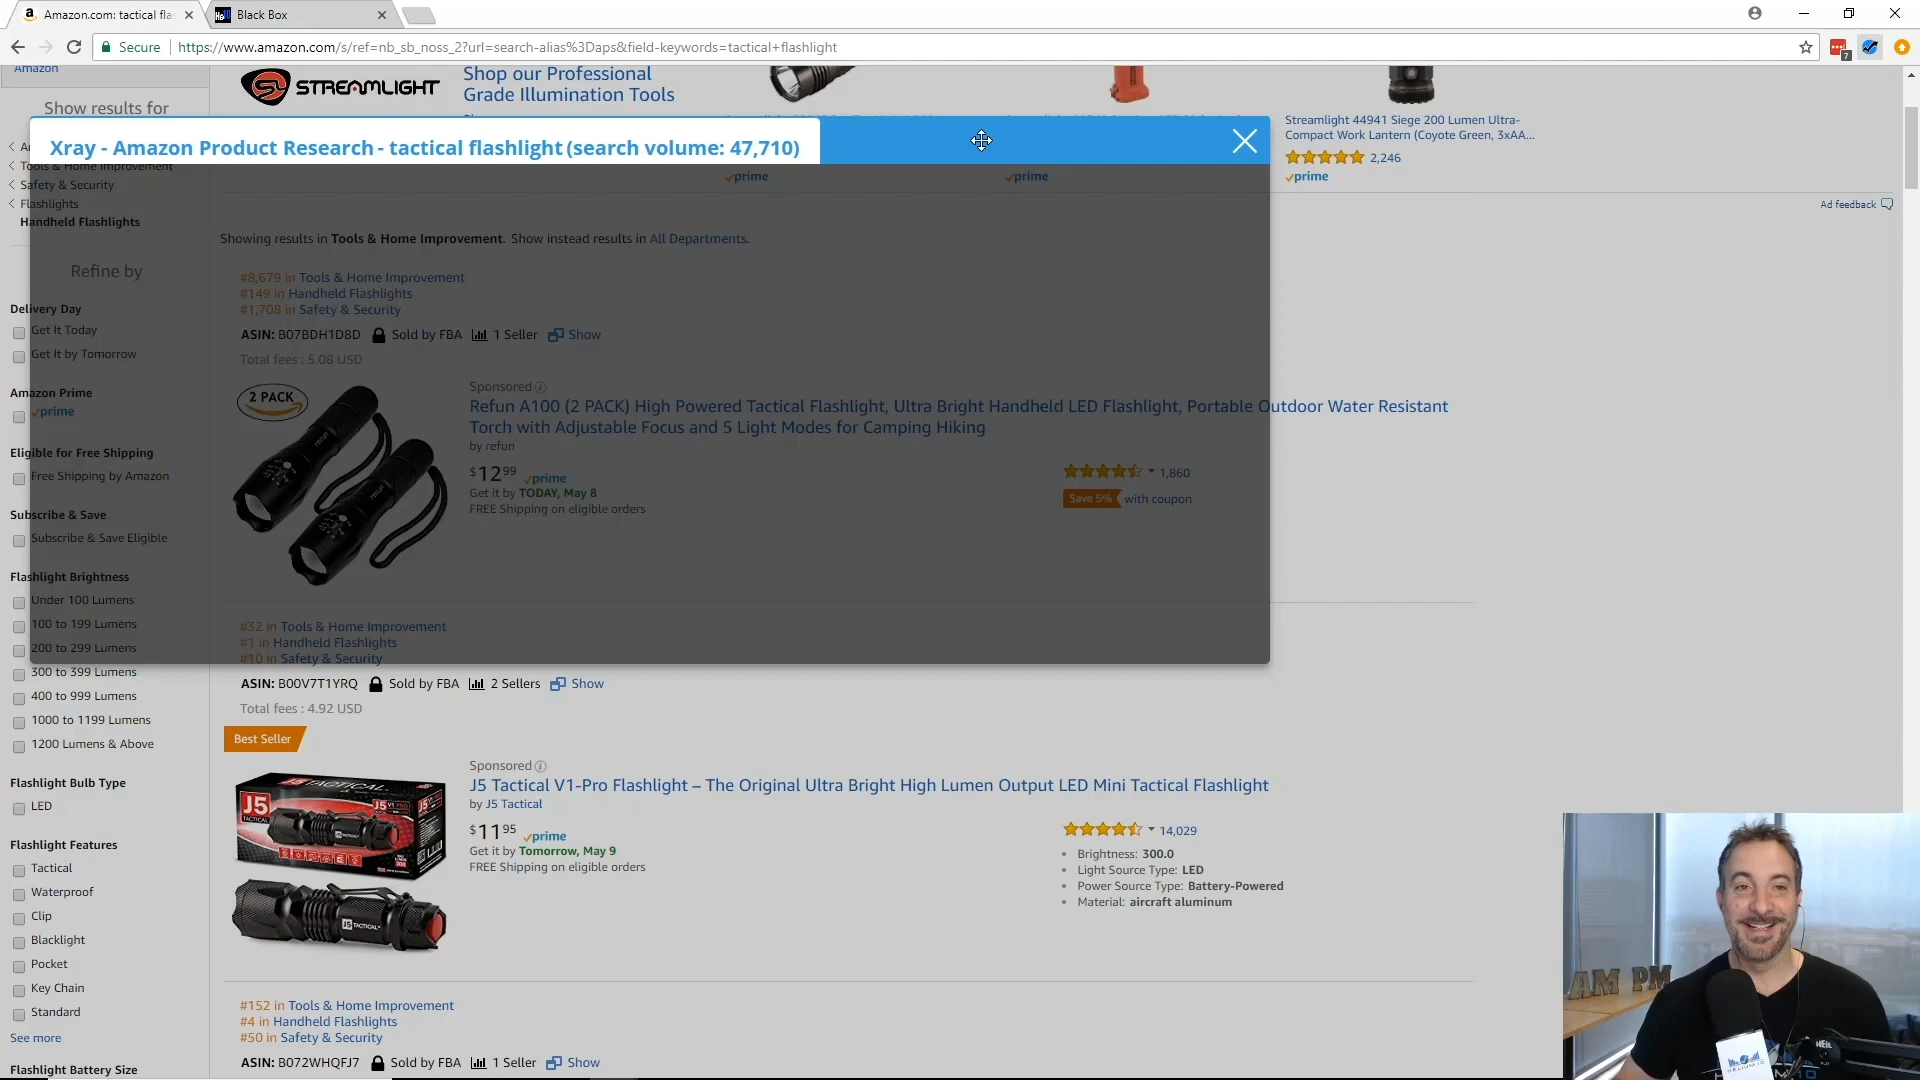 Amazon.com: tactical fla
Black Box
Secure
https://www.amazon.com/s/ref=nb_sb_noss_2?url=search-alias%3Daps&field-keywords=tactical+flashlight
7
Amazon
Show results for
Tools & Home Improvement
Safety & Security
Flashlights
Handheld Flashlights
Refine by
Delivery Day
Get It Today
Get It by Tomorrow
Amazon Prime
prime
Eligible for Free Shipping
Free Shipping by Amazon
Subscribe & Save
Subscribe & Save Eligible
Flashlight Brightness
Under 100 Lumens
100 to 199 Lumens
200 to 299 Lumens
300 to 399 Lumens
400 to 999 Lumens
1000 to 1199 Lumens
1200 Lumens & Above
Flashlight Bulb Type
LED
Flashlight Features
Tactical
Waterproof
Clip
Blacklight
Pocket
Key Chain
Standard
See more
Flashlight Battery Size
STREAMLIGHT
Shop our Professional
Grade Illumination Tools
Streamlight 44941 Siege 200 Lumen Ultra-
Compact Work Lantern (Coyote Green, 3xAA...
2,246
prime
prime
prime
Ad feedback
Xray - Amazon Product Research - tactical flashlight (search volume: 47,710)
Showing results in Tools & Home Improvement. Show instead results in All Departments.
#8,679 in Tools & Home Improvement
#149 in Handheld Flashlights
#1,708 in Safety & Security
ASIN: B07BDH1D8D Sold by FBA 1 Seller Show
Total fees : 5.08 USD
2 PACK
Sponsored
Refun A100 (2 PACK) High Powered Tactical Flashlight, Ultra Bright Handheld LED Flashlight, Portable Outdoor Water Resistant
Torch with Adjustable Focus and 5 Light Modes for Camping Hiking
by refun
$12 99 prime
Get it by TODAY, May 8
FREE Shipping on eligible orders
1,860
Save 5% with coupon
#32 in Tools & Home Improvement
#1 in Handheld Flashlights
#10 in Safety & Security
ASIN: B00V7T1YRQ Sold by FBA 2 Sellers Show
Total fees : 4.92 USD
Best Seller
J5 TACTICAL
J5
TACTICAL
J5 V1 PRO
J5 TACTICAL
Sponsored
J5 Tactical V1-Pro Flashlight – The Original Ultra Bright High Lumen Output LED Mini Tactical Flashlight
by J5 Tactical
$11 95 prime
Get it by Tomorrow, May 9
FREE Shipping on eligible orders
14,029
Brightness: 300.0
Light Source Type: LED
Power Source Type: Battery-Powered
Material: aircraft aluminum
#152 in Tools & Home Improvement
#4 in Handheld Flashlights
#50 in Safety & Security
ASIN: B072WHQFJ7 Sold by FBA 1 Seller Show
AM PM
HEIL
HELIUM 10